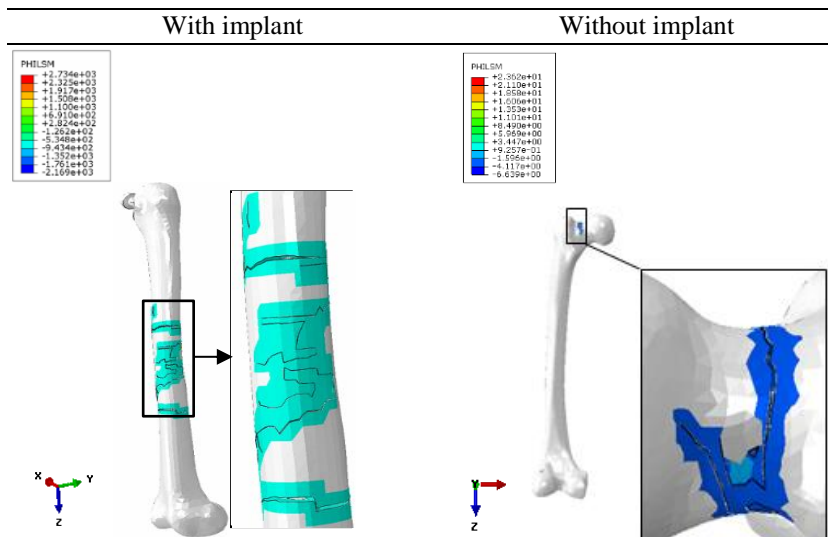 With implant
Without implant
PHILSM
+2.734e+03
+2.325e+03
+1.917e+03
+1.508e+03
+1.100e+03
+6.910e+02
+2.824e+02
-1.262e+02
-5.348e+02
-9.434e+02
-1.352e+03
-1.761e+03
-2.169e+03
PHILSM
+2.362e+01
+2.110e+01
+1.858e+01
+1.606e+01
+1.353e+01
+1.101e+01
+8.490e+00
+5.969e+00
+3.447e+00
+9.257e-01
-1.596e+00
-4.117e+00
-6.639e+00
X
Y
Z
Y
Z